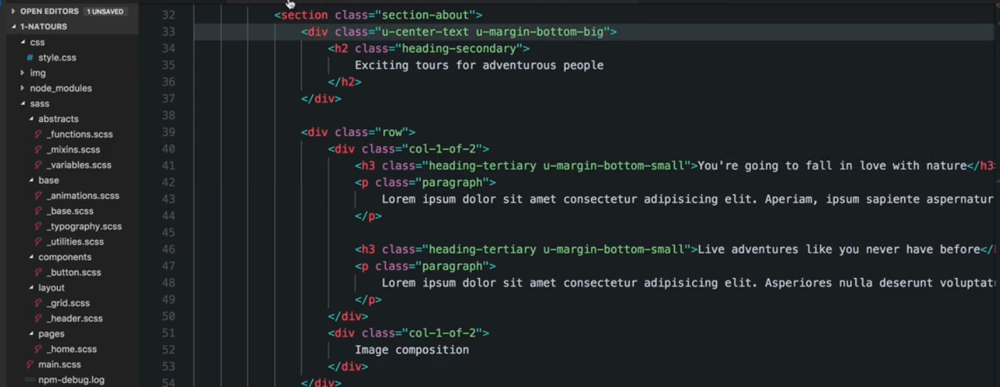 OPEN EDITORS 1 UNSAVED
1-NATOURS
css
# style.css
img
node_modules
sass
abstracts
_functions.scss
_mixins.scss
_variables.scss
base
_animations.scss
_base.scss
_typography.scss
_utilities.scss
components
_button.scss
layout
_grid.scss
_header.scss
pages
_home.scss
main.scss
npm-debug.log
32 <section class="section-about">
33 <div class="u-center-text u-margin-bottom-big">
34 <h2 class="heading-secondary">
35 Exciting tours for adventurous people
36 </h2>
37 </div>
38
39 <div class="row">
40 <div class="col-1-of-2">
41 <h3 class="heading-tertiary u-margin-bottom-small">You're going to fall in love with nature</h3
42 <p class="paragraph">
43 Lorem ipsum dolor sit amet consectetur adipisicing elit. Aperiam, ipsum sapiente aspernatur
44 </p>
45
46 <h3 class="heading-tertiary u-margin-bottom-small">Live adventures like you never have before</
47 <p class="paragraph">
48 Lorem ipsum dolor sit amet consectetur adipisicing elit. Asperiores nulla deserunt voluptat
49 </p>
50 </div>
51 <div class="col-1-of-2">
52 Image composition
53 </div>
54 </div>